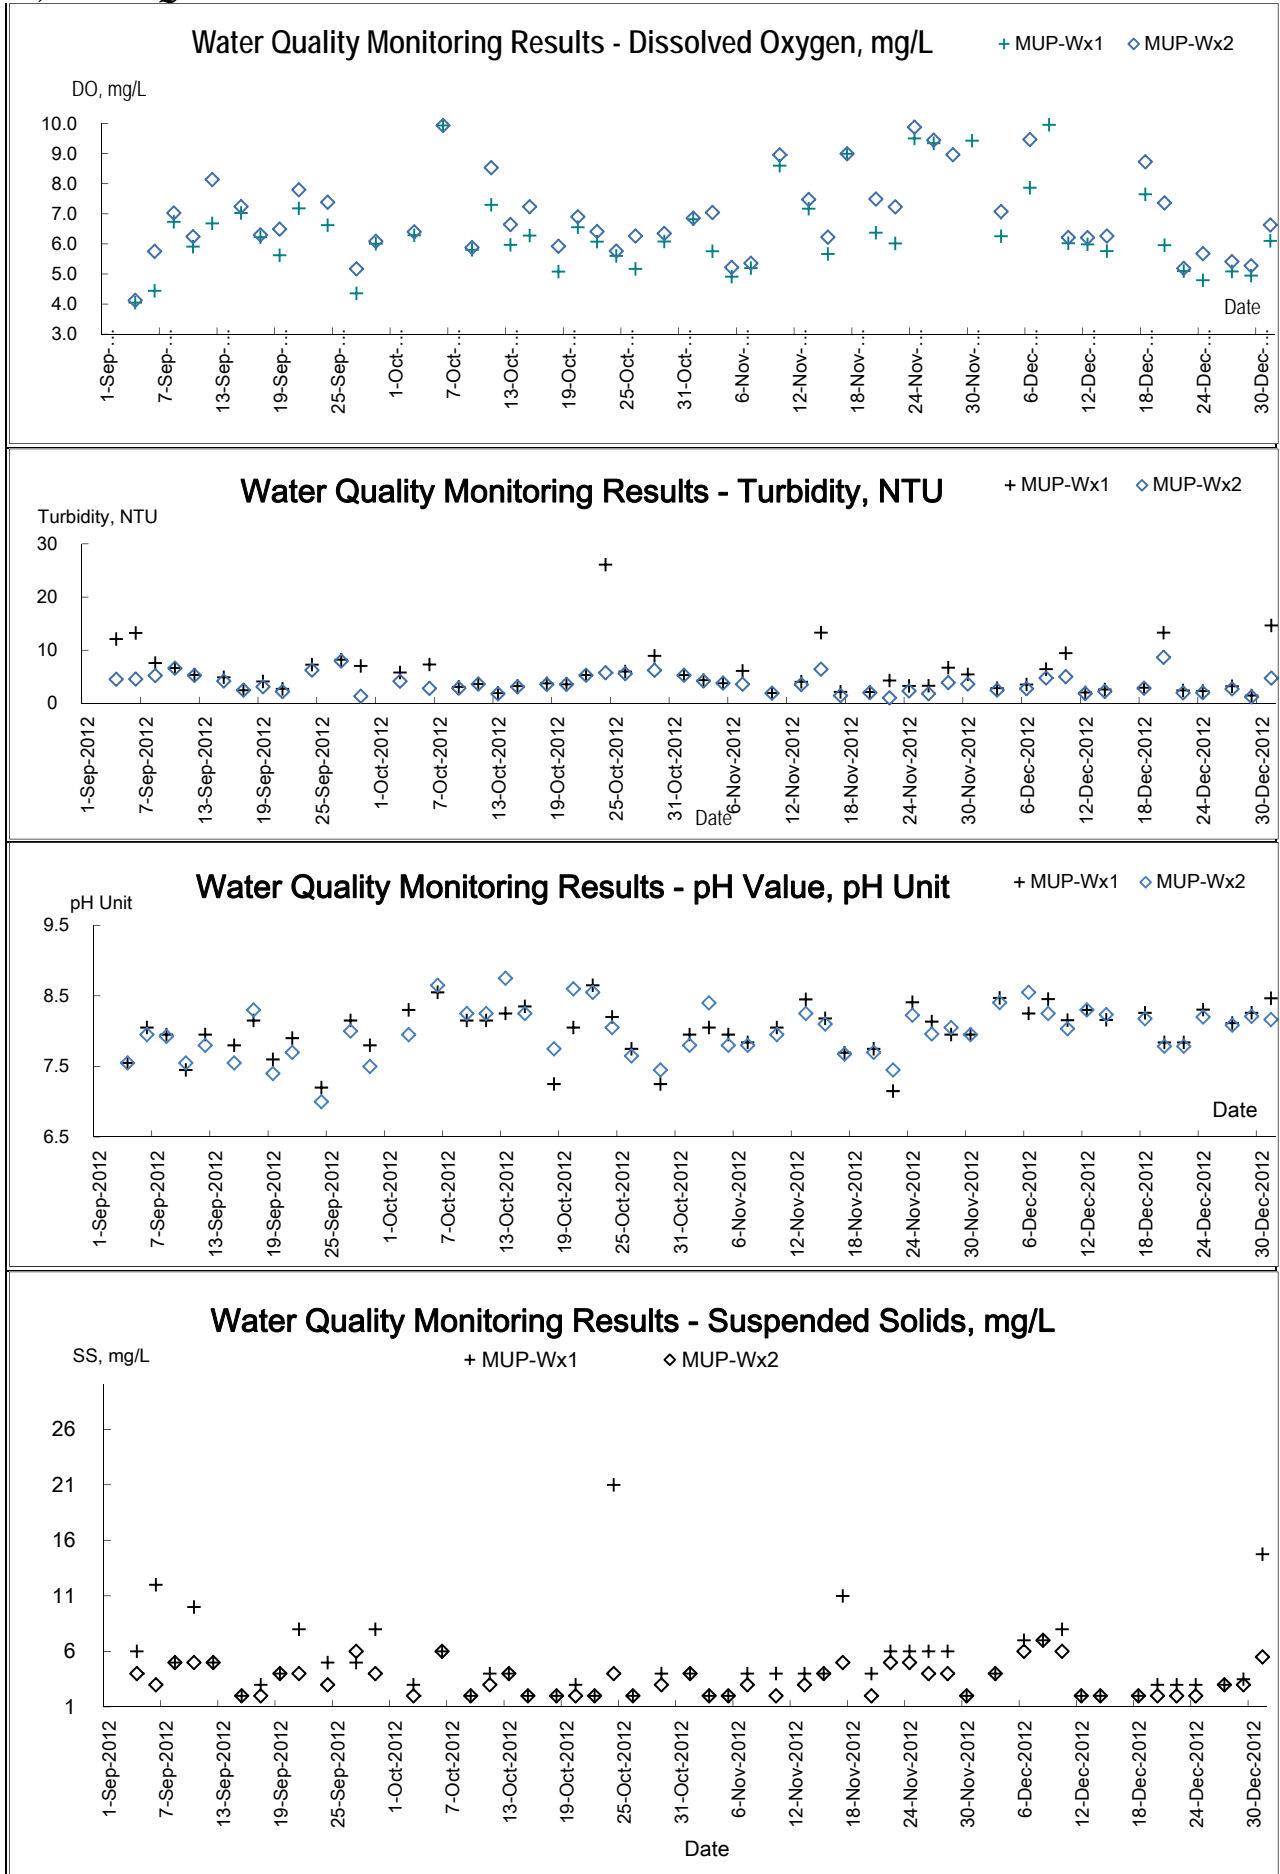 Water Quality Monitoring Results - Dissolved Oxygen, mg/L + MUP-Wx1 ◇ MUP-Wx2
DO, mg/L
10.0
9.0
8.0
7.0
6.0
5.0
4.0
3.0
Date
1-Sep-... 7-Sep-... 13-Sep-... 19-Sep-... 25-Sep-... 1-Oct-... 7-Oct-... 13-Oct-... 19-Oct-... 25-Oct-... 31-Oct-... 6-Nov-... 12-Nov-... 18-Nov-... 24-Nov-... 30-Nov-... 6-Dec-... 12-Dec-... 18-Dec-... 24-Dec-... 30-Dec-...
Water Quality Monitoring Results - Turbidity, NTU + MUP-Wx1 ◇ MUP-Wx2
Turbidity, NTU
30
20
10
0
1-Sep-2012 7-Sep-2012 13-Sep-2012 19-Sep-2012 25-Sep-2012 1-Oct-2012 7-Oct-2012 13-Oct-2012 19-Oct-2012 25-Oct-2012 31-Oct-2012 6-Nov-2012 12-Nov-2012 18-Nov-2012 24-Nov-2012 30-Nov-2012 6-Dec-2012 12-Dec-2012 18-Dec-2012 24-Dec-2012 30-Dec-2012
Date
Water Quality Monitoring Results - pH Value, pH Unit + MUP-Wx1 ◇ MUP-Wx2
pH Unit
9.5
8.5
7.5
6.5
Date
1-Sep-2012 7-Sep-2012 13-Sep-2012 19-Sep-2012 25-Sep-2012 1-Oct-2012 7-Oct-2012 13-Oct-2012 19-Oct-2012 25-Oct-2012 31-Oct-2012 6-Nov-2012 12-Nov-2012 18-Nov-2012 24-Nov-2012 30-Nov-2012 6-Dec-2012 12-Dec-2012 18-Dec-2012 24-Dec-2012 30-Dec-2012
Water Quality Monitoring Results - Suspended Solids, mg/L
SS, mg/L
+ MUP-Wx1 ◇ MUP-Wx2
26
21
16
11
6
1
1-Sep-2012 7-Sep-2012 13-Sep-2012 19-Sep-2012 25-Sep-2012 1-Oct-2012 7-Oct-2012 13-Oct-2012 19-Oct-2012 25-Oct-2012 31-Oct-2012 6-Nov-2012 12-Nov-2012 18-Nov-2012 24-Nov-2012 30-Nov-2012 6-Dec-2012 12-Dec-2012 18-Dec-2012 24-Dec-2012 30-Dec-2012
Date